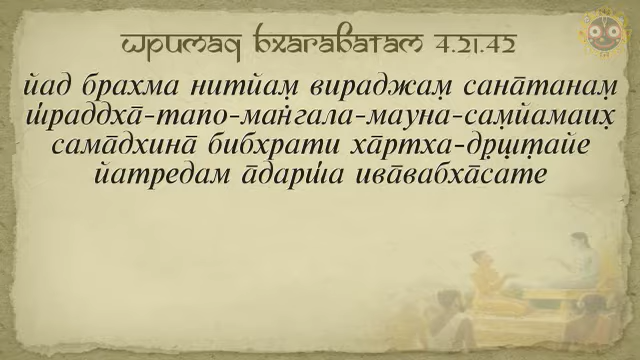 Шримад Бхагаватам 4.21.42
йад брахма нитйам̣ вираджам̣ сана̄танам̣
ш́раддха̄-тапо-ман̇гала-мауна-сам̣йамаих̣
сама̄дхина̄ бибхрати ха̄ртха-др̣шт̣айе
йатредам а̄дарш́а ива̄вабха̄сате